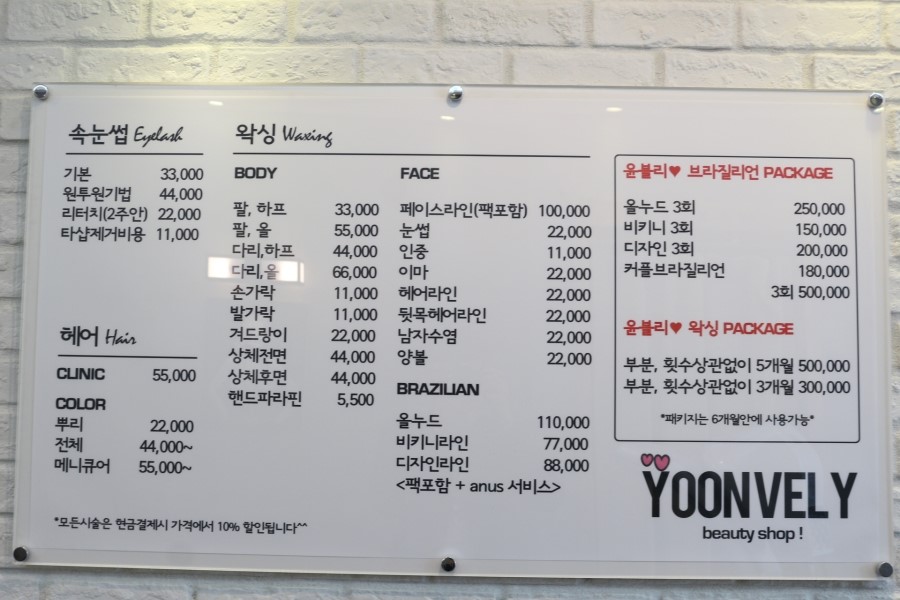 속눈썹 Eyelash
기본 33,000
원투원기법 44,000
리터치(2주안) 22,000
타샵제거비용 11,000
헤어 Hair
CLINIC 55,000
COLOR
뿌리 22,000
전체 44,000~
메니큐어 55,000~
*모든시술은 현금결제시 가격에서 10% 할인됩니다^^
왁싱 Waxing
BODY
팔, 하프 33,000
팔, 올 55,000
다리,하프 44,000
다리,올 66,000
손가락 11,000
발가락 11,000
겨드랑이 22,000
상체전면 44,000
상체후면 44,000
핸드파라핀 5,500
FACE
페이스라인(팩포함) 100,000
눈썹 22,000
인중 11,000
이마 22,000
헤어라인 22,000
뒷목헤어라인 22,000
남자수염 22,000
양볼 22,000
BRAZILIAN
올누드 110,000
비키니라인 77,000
디자인라인 88,000
<팩포함 + anus 서비스>
윤블리♥ 브라질리언 PACKAGE
올누드 3회 250,000
비키니 3회 150,000
디자인 3회 200,000
커플브라질리언 180,000
3회 500,000
윤블리♥ 왁싱 PACKAGE
부분, 횟수상관없이 5개월 500,000
부분, 횟수상관없이 3개월 300,000
*패키지는 6개월안에 사용가능*
YOONVELY
beauty shop !